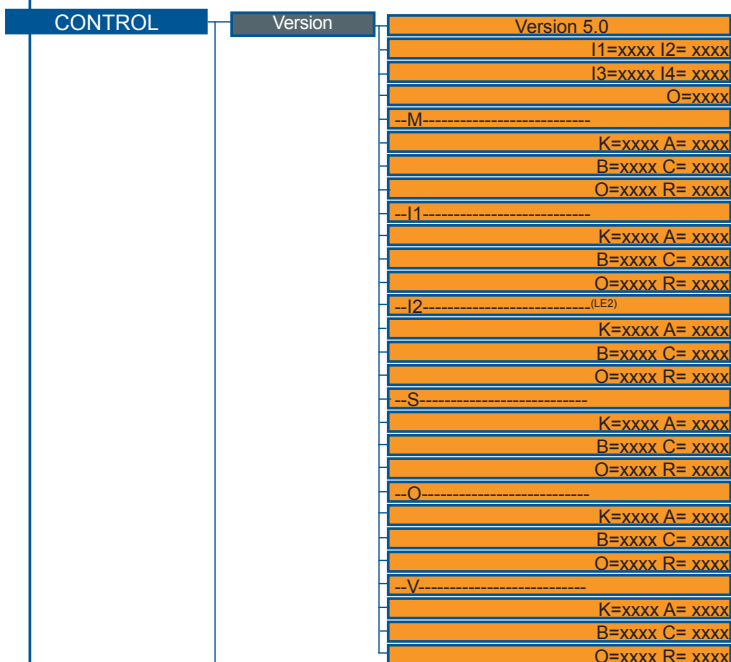 CONTROL
Version
Version 5.0
I1=xxxx I2= xxxx
I3=xxxx I4= xxxx
O=xxxx
--M---------------------------
K=xxxx A= xxxx
B=xxxx C= xxxx
O=xxxx R= xxxx
--I1---------------------------
K=xxxx A= xxxx
B=xxxx C= xxxx
O=xxxx R= xxxx
--I2---------------------------(LE2)
K=xxxx A= xxxx
B=xxxx C= xxxx
O=xxxx R= xxxx
--S---------------------------
K=xxxx A= xxxx
B=xxxx C= xxxx
O=xxxx R= xxxx
--O---------------------------
K=xxxx A= xxxx
B=xxxx C= xxxx
O=xxxx R= xxxx
--V---------------------------
K=xxxx A= xxxx
B=xxxx C= xxxx
O=xxxx R= xxxx